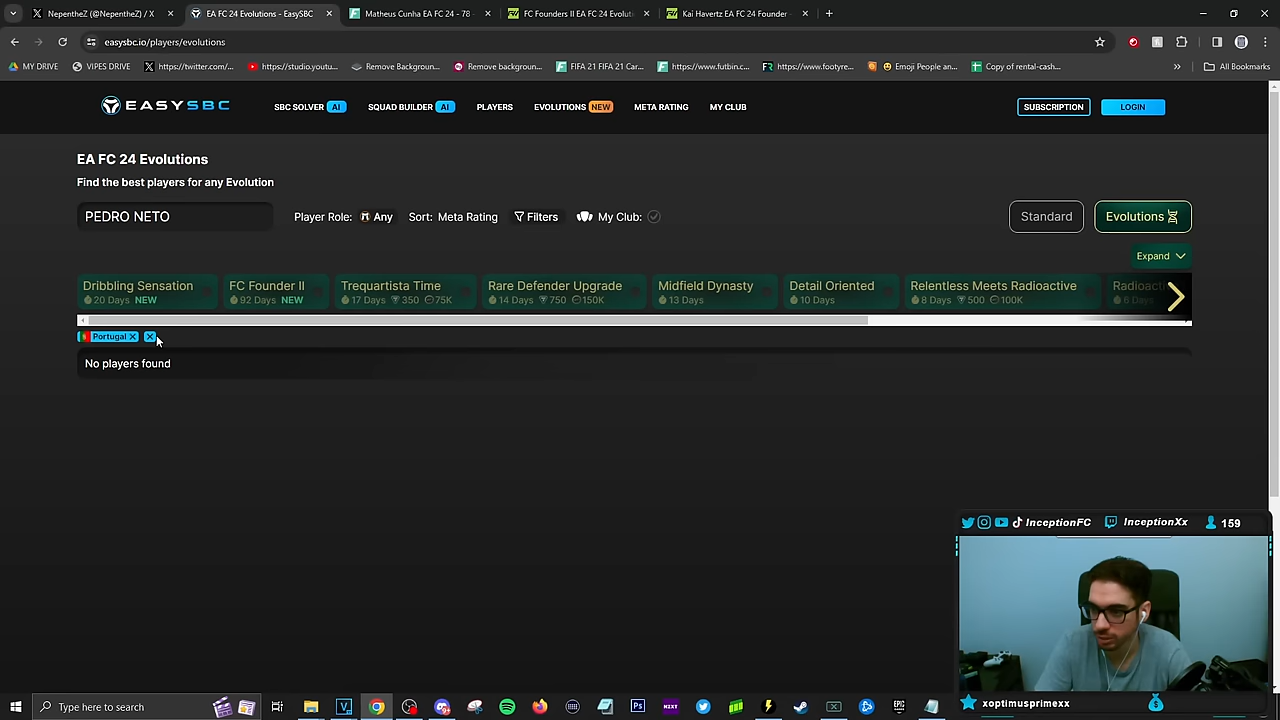 NepentheZ (@NepentheZ) / X
EA FC 24 Evolutions - EasySBC
Matheus Cunha EA FC 24 - 78 -
FC Founders II EA FC 24 Evoluti
Kai Havertz EA FC 24 Founder -
easysbc.io/players/evolutions
MY DRIVE
VIPES DRIVE
https://twitter.com/...
https://studio.youtu...
Remove Backgroun...
Remove backgroun...
FIFA 21 FIFA 21 Car...
https://www.futbin.c...
https://www.footyre...
Emoji People an...
Copy of rental-cash...
All Bookmarks
EASYSBC
SBC SOLVER AI
SQUAD BUILDER AI
PLAYERS
EVOLUTIONS NEW
META RATING
MY CLUB
SUBSCRIPTION
LOGIN
EA FC 24 Evolutions
Find the best players for any Evolution
PEDRO NETO
Player Role: Any
Sort: Meta Rating
Filters
My Club:
Standard
Evolutions
Expand
Dribbling Sensation
20 Days NEW
FC Founder II
92 Days NEW
Trequartista Time
17 Days 350 75K
Rare Defender Upgrade
14 Days 750 150K
Midfield Dynasty
13 Days
Detail Oriented
10 Days
Relentless Meets Radioactive
8 Days 500 100K
Radioacti
6 Days
Portugal
No players found
InceptionFC
InceptionXx
159
xoptimusprimexx
Type here to search